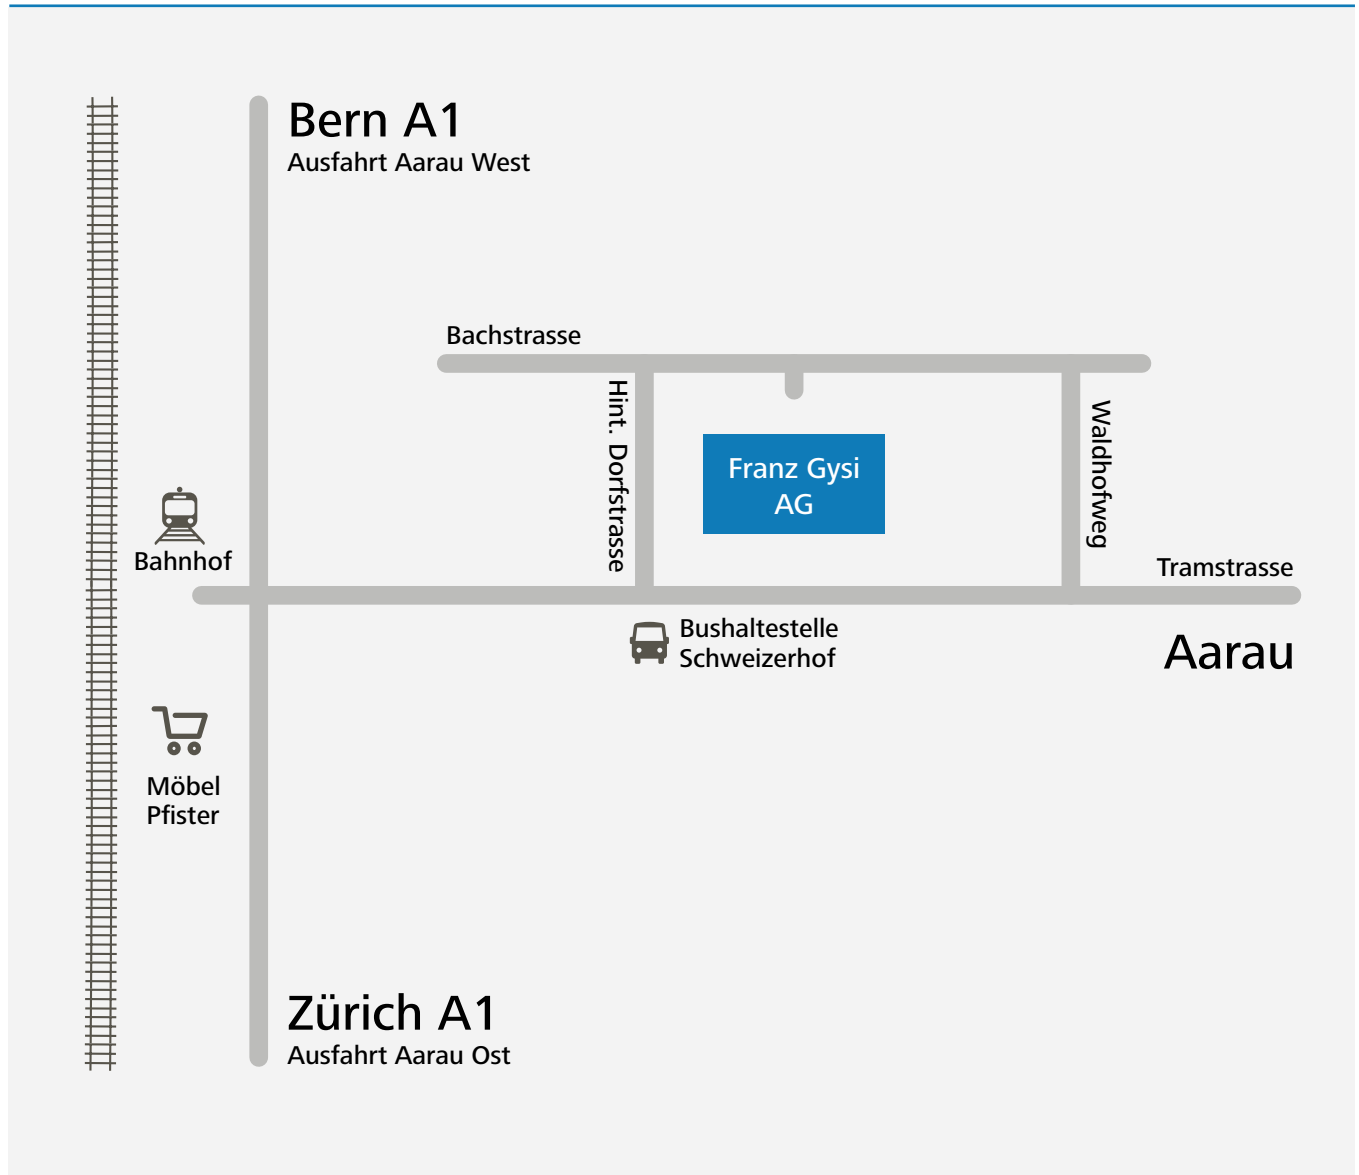 Bern A1
Ausfahrt Aarau West
Bachstrasse
Hint. Dorfstrasse
Waldhofweg
Franz Gysi
AG
Bahnhof
Tramstrasse
Bushaltestelle
Schweizerhof
Aarau
Möbel
Pfister
Zürich A1
Ausfahrt Aarau Ost